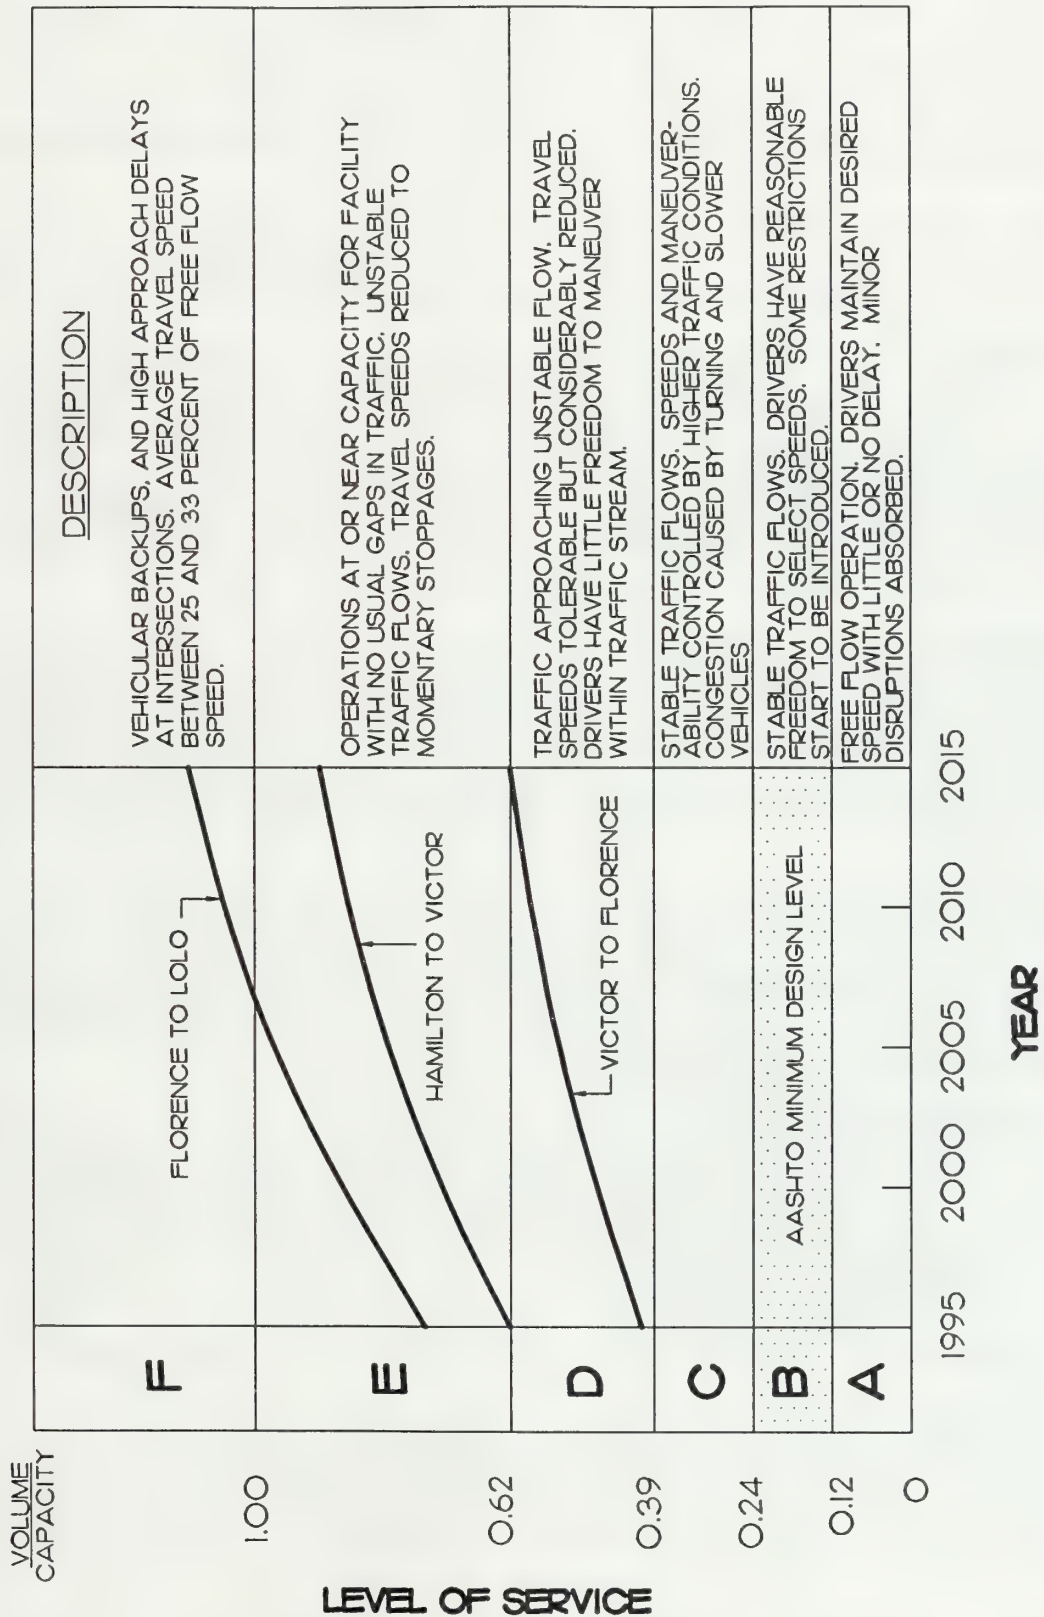 VOLUME
CAPACITY
LEVEL OF SERVICE
1.00
0.62
0.39
0.24
0.12
0
F
E
D
C
B
A
FLORENCE TO LOLO
HAMILTON TO VICTOR
VICTOR TO FLORENCE
AASHTO MINIMUM DESIGN LEVEL
DESCRIPTION
VEHICULAR BACKUPS, AND HIGH APPROACH DELAYS
AT INTERSECTIONS. AVERAGE TRAVEL SPEED
BETWEEN 25 AND 33 PERCENT OF FREE FLOW
SPEED.
OPERATIONS AT OR NEAR CAPACITY FOR FACILITY
WITH NO USUAL GAPS IN TRAFFIC. UNSTABLE
TRAFFIC FLOWS. TRAVEL SPEEDS REDUCED TO
MOMENTARY STOPPAGES.
TRAFFIC APPROACHING UNSTABLE FLOW. TRAVEL
SPEEDS TOLERABLE BUT CONSIDERABLY REDUCED.
DRIVERS HAVE LITTLE FREEDOM TO MANEUVER
WITHIN TRAFFIC STREAM.
STABLE TRAFFIC FLOWS. SPEEDS AND MANEUVER-
ABILITY CONTROLLED BY HIGHER TRAFFIC CONDITIONS.
CONGESTION CAUSED BY TURNING AND SLOWER
VEHICLES
STABLE TRAFFIC FLOWS. DRIVERS HAVE REASONABLE
FREEDOM TO SELECT SPEEDS. SOME RESTRICTIONS
START TO BE INTRODUCED.
FREE FLOW OPERATION. DRIVERS MAINTAIN DESIRED
SPEED WITH LITTLE OR NO DELAY. MINOR
DISRUPTIONS ABSORBED.
1995
2000
2005
2010
2015
YEAR